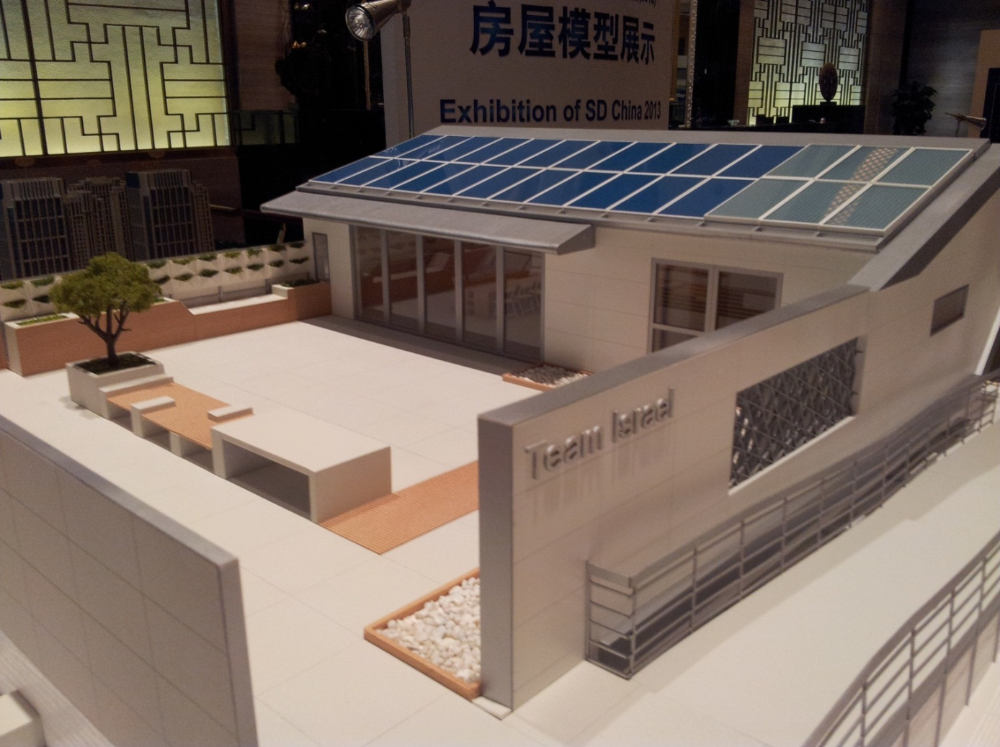 房屋模型展示
Exhibition of SD China 2013
Team Israel